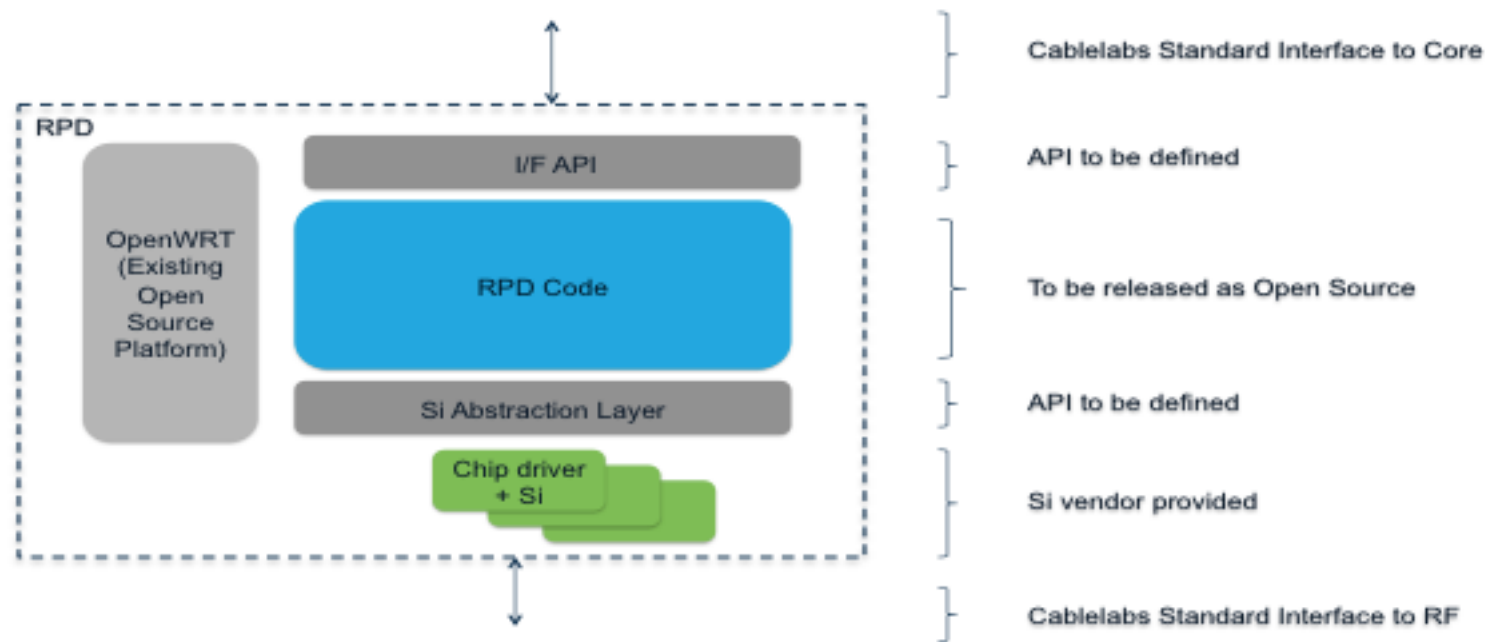 Cablelabs Standard Interface to Core
RPD
I/F API
API to be defined
OpenWRT
(Existing
Open
Source
Platform)
RPD Code
To be released as Open Source
Si Abstraction Layer
API to be defined
Chip driver
+ Si
Si vendor provided
Cablelabs Standard Interface to RF